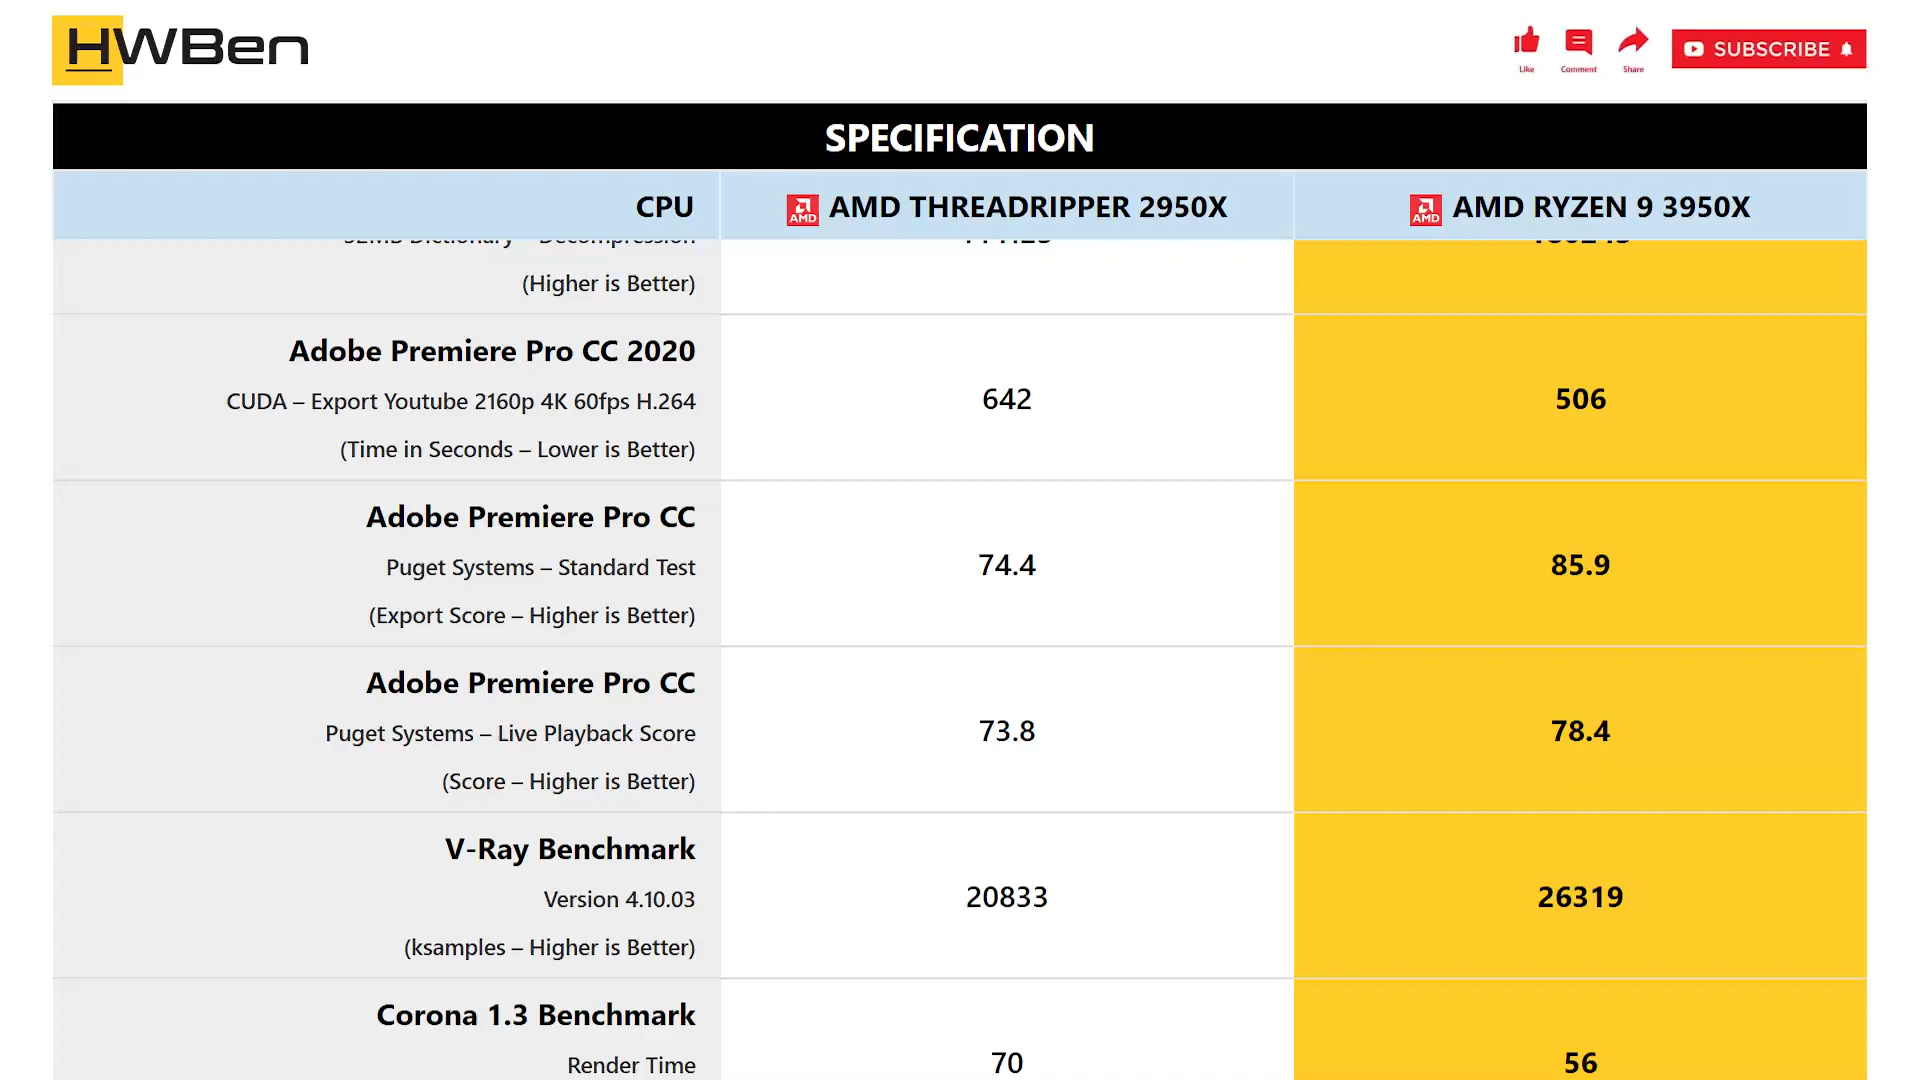 HWBen
Like
Comment
Share
SUBSCRIBE
SPECIFICATION
CPU
AMD
AMD THREADRIPPER 2950X
AMD
AMD RYZEN 9 3950X
(Higher is Better)
Adobe Premiere Pro CC 2020
CUDA – Export Youtube 2160p 4K 60fps H.264
(Time in Seconds – Lower is Better)
642
506
Adobe Premiere Pro CC
Puget Systems – Standard Test
(Export Score – Higher is Better)
74.4
85.9
Adobe Premiere Pro CC
Puget Systems – Live Playback Score
(Score – Higher is Better)
73.8
78.4
V-Ray Benchmark
Version 4.10.03
(ksamples – Higher is Better)
20833
26319
Corona 1.3 Benchmark
Render Time
70
56